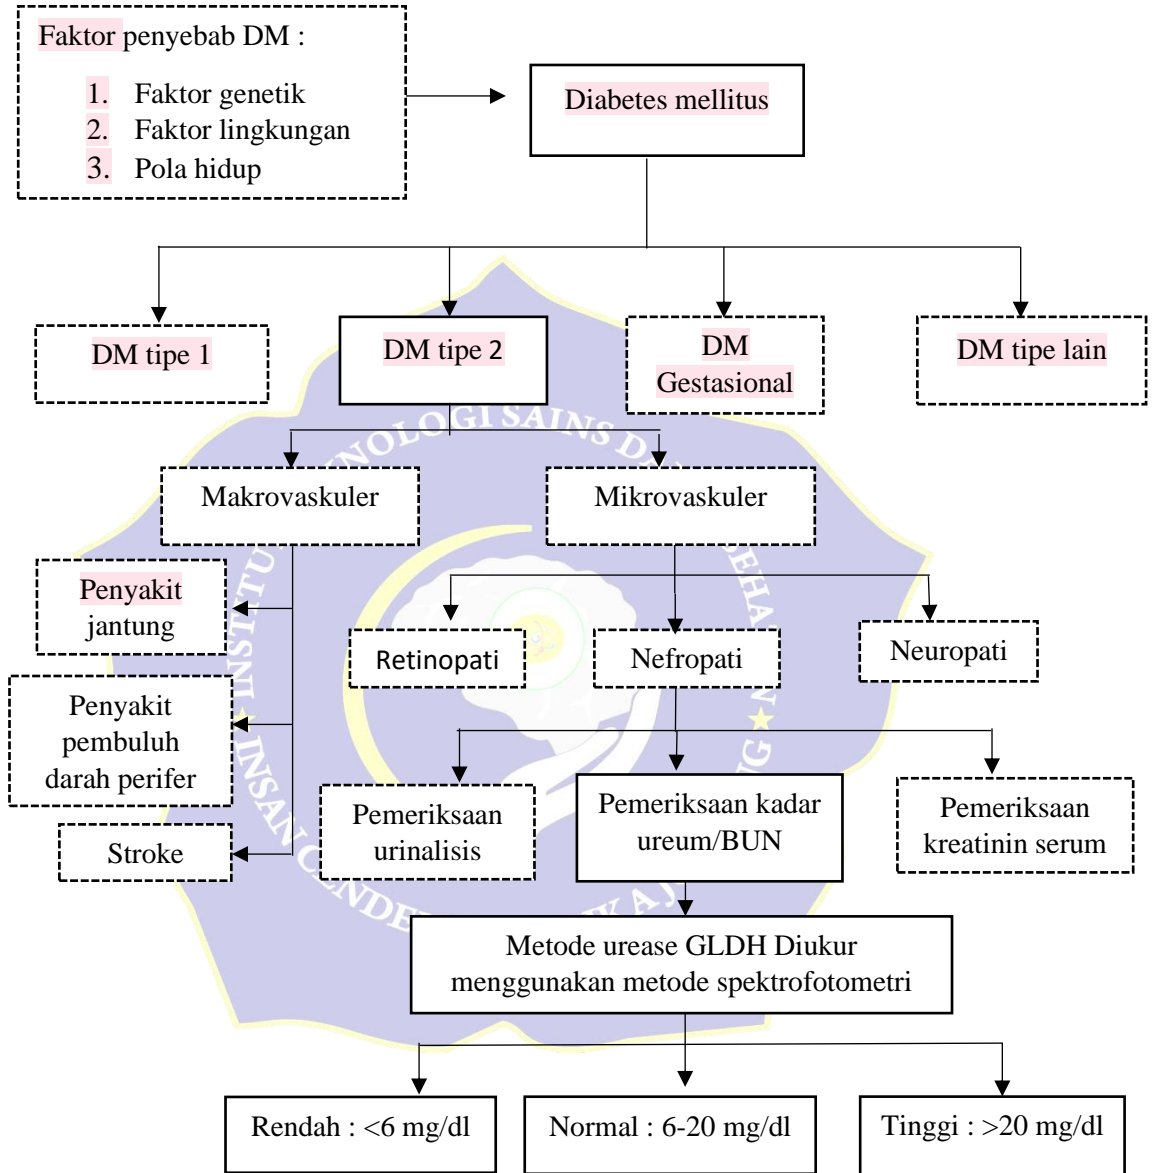 Faktor penyebab DM :
1. Faktor genetik
2. Faktor lingkungan
3. Pola hidup
Diabetes mellitus
DM tipe 1
DM tipe 2
DM
Gestasional
DM tipe lain
Makrovaskuler
Mikrovaskuler
Penyakit
jantung
Penyakit
pembuluh
darah perifer
Stroke
Retinopati
Nefropati
Neuropati
Pemeriksaan
urinalisis
Pemeriksaan kadar
ureum/BUN
Pemeriksaan
kreatinin serum
Metode urease GLDH Diukur
menggunakan metode spektrofotometri
Rendah : <6 mg/dl
Normal : 6-20 mg/dl
Tinggi : >20 mg/dl
SAINS
INSAN